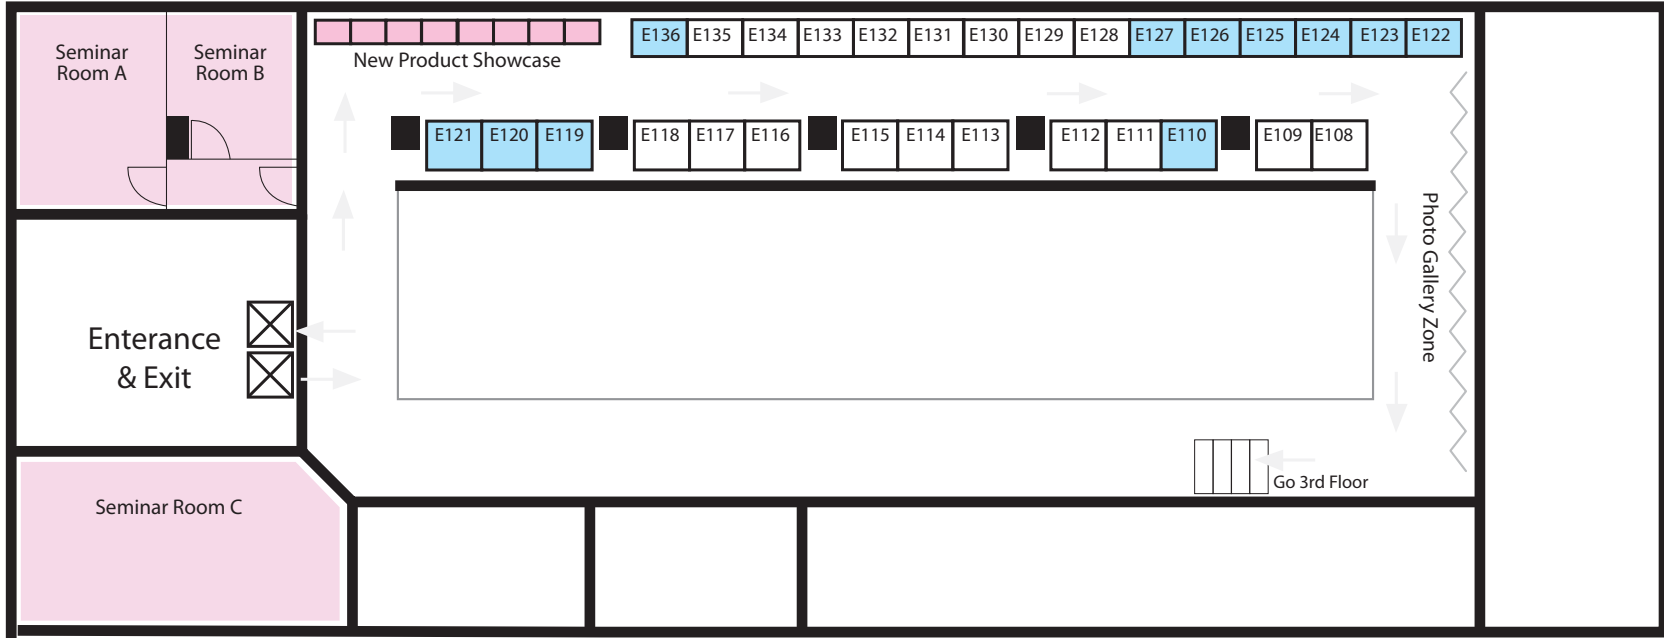 Seminar
Room A
Seminar
Room B
New Product Showcase
E136 E135 E134 E133 E132 E131 E130 E129 E128 E127 E126 E125 E124 E123 E122
E121 E120 E119 E118 E117 E116 E115 E114 E113 E112 E111 E110 E109 E108
Photo Gallery Zone
Enterance
& Exit
Go 3rd Floor
Seminar Room C